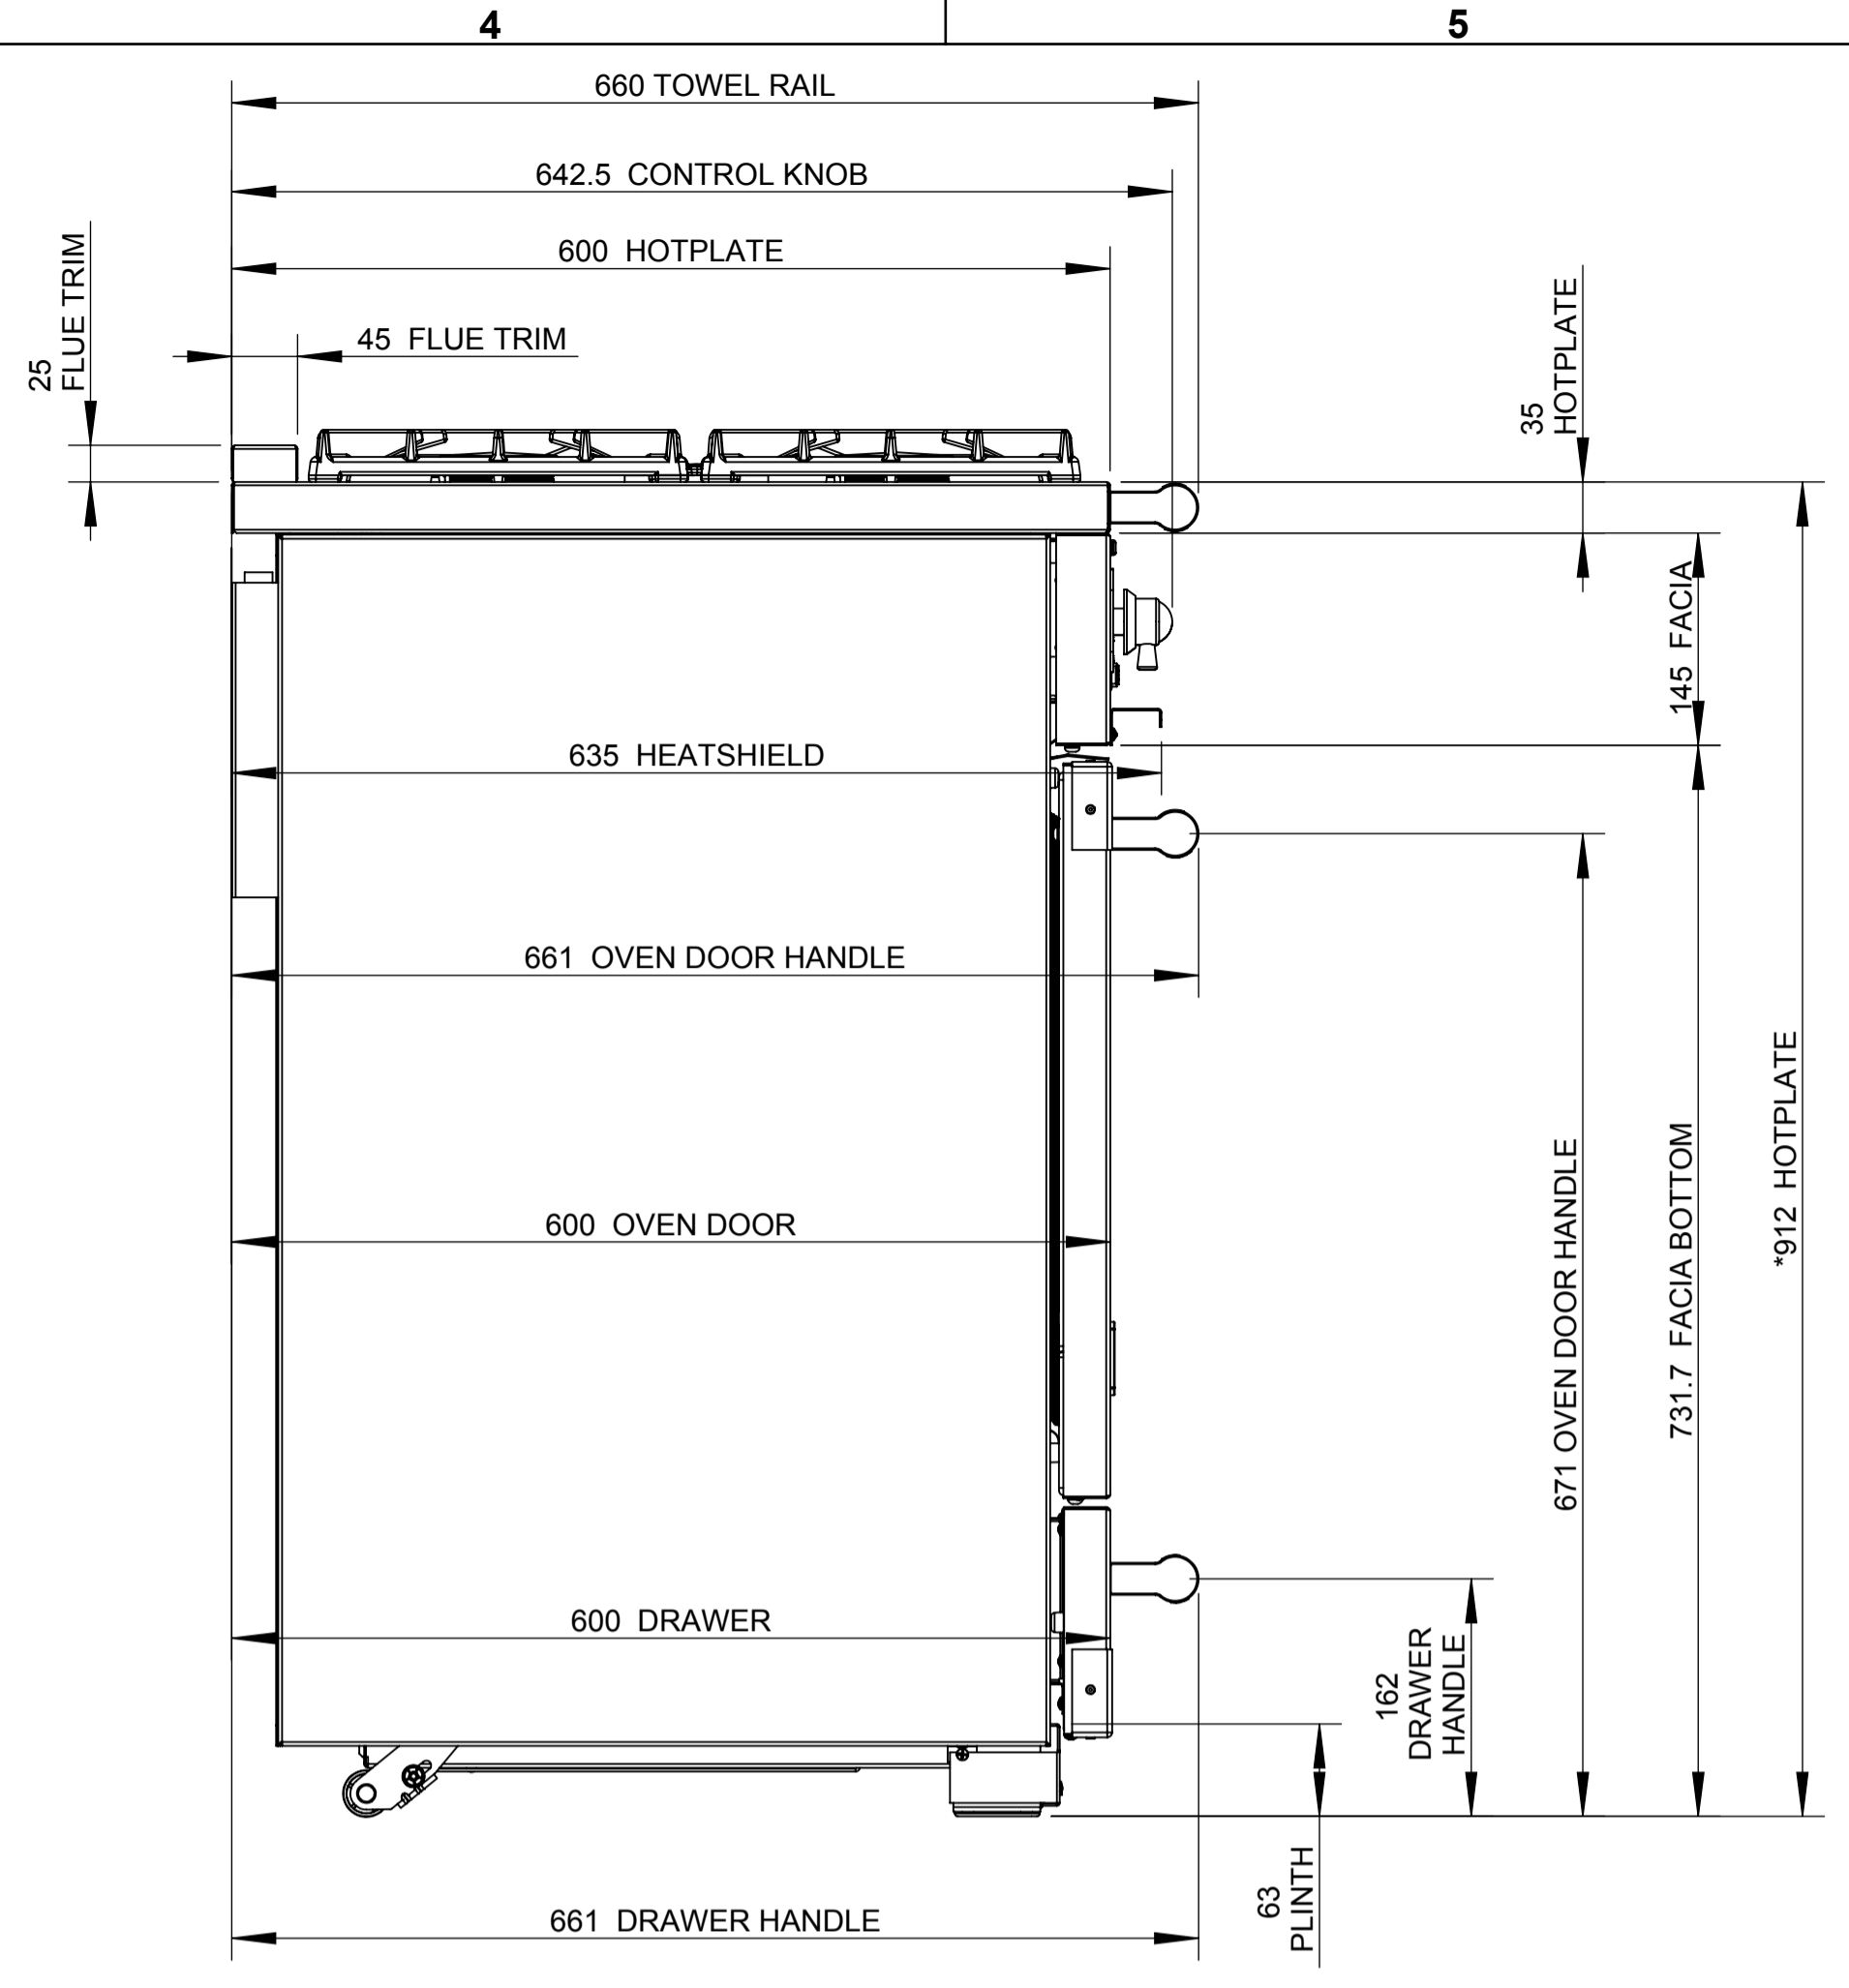 4
5
660 TOWEL RAIL
642.5 CONTROL KNOB
600 HOTPLATE
45 FLUE TRIM
25
FLUE TRIM
35
HOTPLATE
145 FACIA
635 HEATSHIELD
661 OVEN DOOR HANDLE
600 OVEN DOOR
671 OVEN DOOR HANDLE
731.7 FACIA BOTTOM
*912 HOTPLATE
600 DRAWER
162
DRAWER
HANDLE
63
PLINTH
661 DRAWER HANDLE